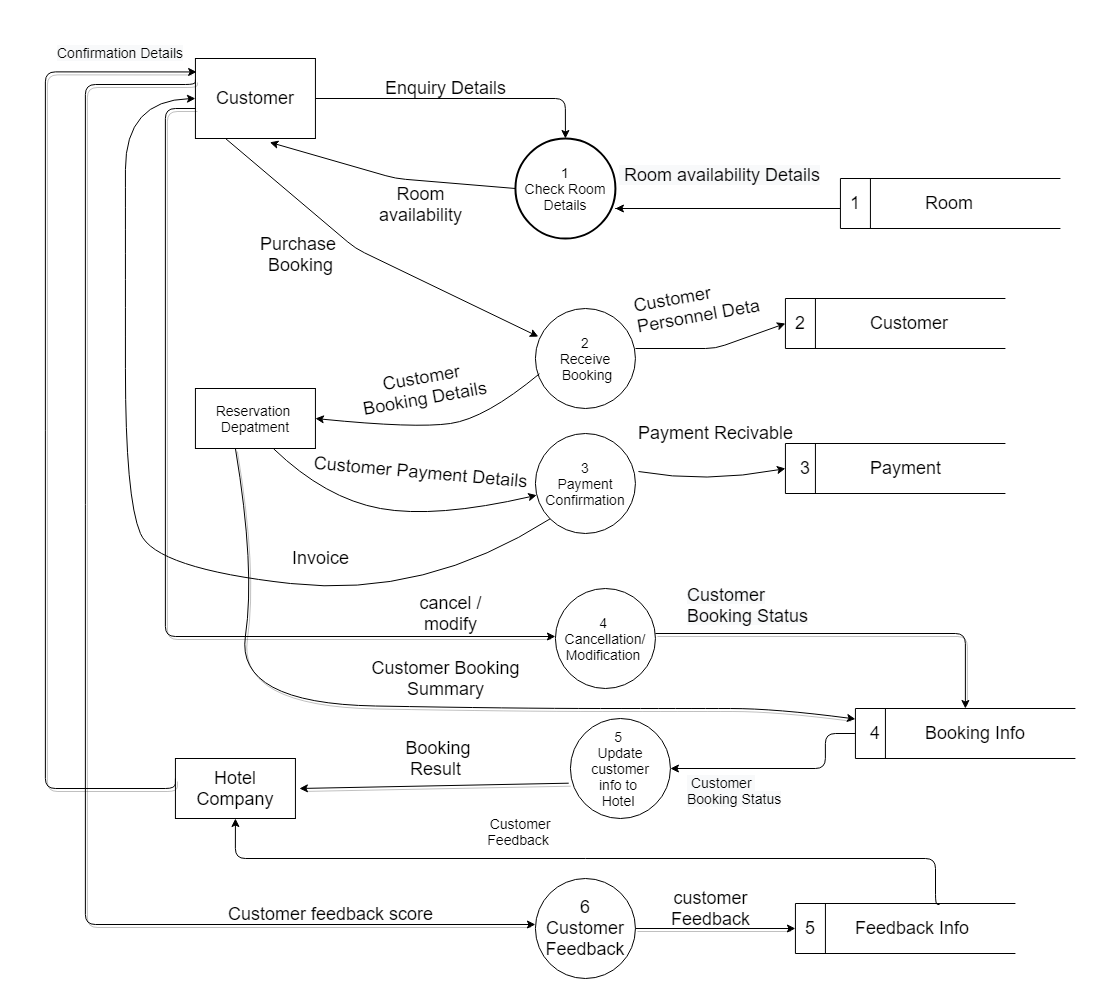 Confirmation Details
Customer
Enquiry Details
1
Check Room
Details
Room availability Details
1
Room
Room
availability
Purchase
Booking
Customer
Personnel Deta
2
Customer
2
Receive
Booking
Customer
Booking Details
Reservation
Depatment
Payment Recivable
3
Payment
Customer Payment Details
3
Payment
Confirmation
Invoice
cancel /
modify
4
Cancellation/
Modification
Customer
Booking Status
Customer Booking
Summary
4
Booking Info
5
Update
customer
info to
Hotel
Booking
Result
Customer
Booking Status
Hotel
Company
Customer
Feedback
Customer feedback score
6
Customer
Feedback
customer
Feedback
5
Feedback Info